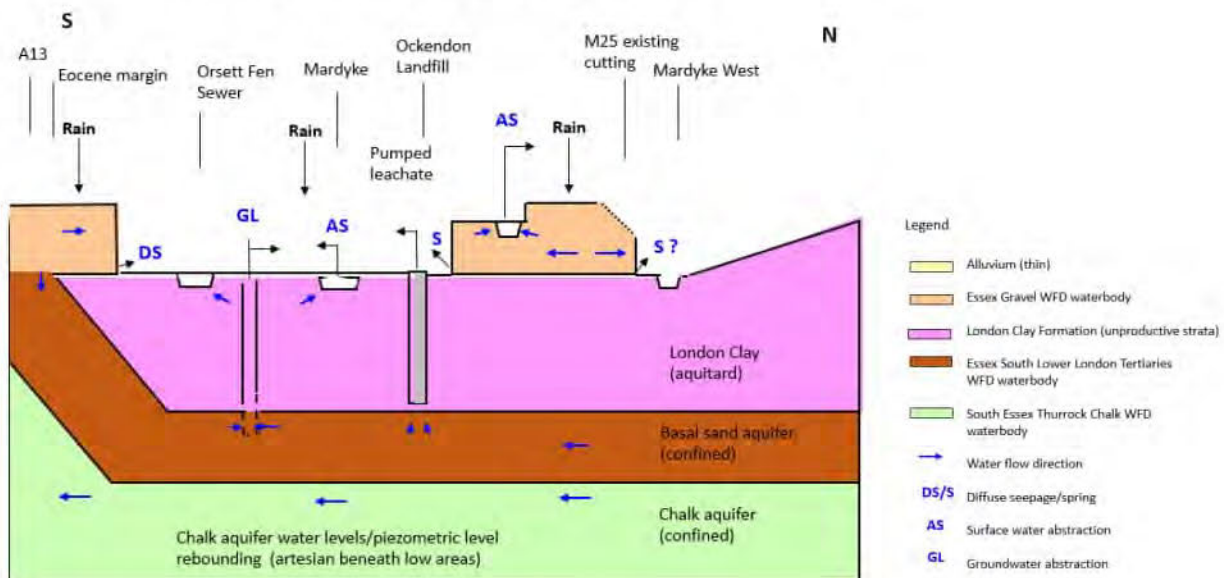 S
N
A13
Eocene margin
Orsett Fen
Sewer
Mardyke
Ockendon
Landfill
M25 existing
cutting
Mardyke West
Rain
Rain
AS
Rain
Pumped
leachate
GL
AS
DS
S
S ?
London Clay
(aquitard)
Basal sand aquifer
(confined)
Chalk aquifer
(confined)
Chalk aquifer water levels/piezometric level
rebounding (artesian beneath low areas)
Legend
Alluvium (thin)
Essex Gravel WFD waterbody
London Clay Formation (unproductive strata)
Essex South Lower London Tertiaries
WFD waterbody
South Essex Thurrock Chalk WFD
waterbody
Water flow direction
DS/S
Diffuse seepage/spring
AS
Surface water abstraction
GL
Groundwater abstraction